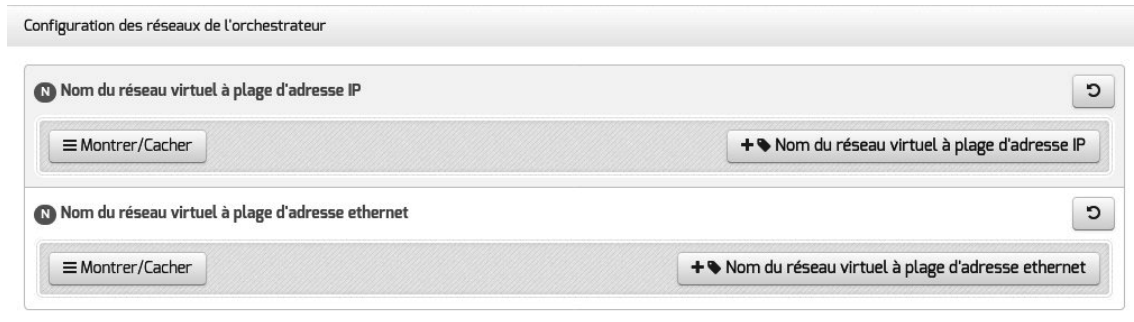 Configuration des réseaux de l'orchestrateur
N Nom du réseau virtuel à plage d'adresse IP
Montrer/Cacher
Nom du réseau virtuel à plage d'adresse IP
N Nom du réseau virtuel à plage d'adresse ethernet
Montrer/Cacher
Nom du réseau virtuel à plage d'adresse ethernet